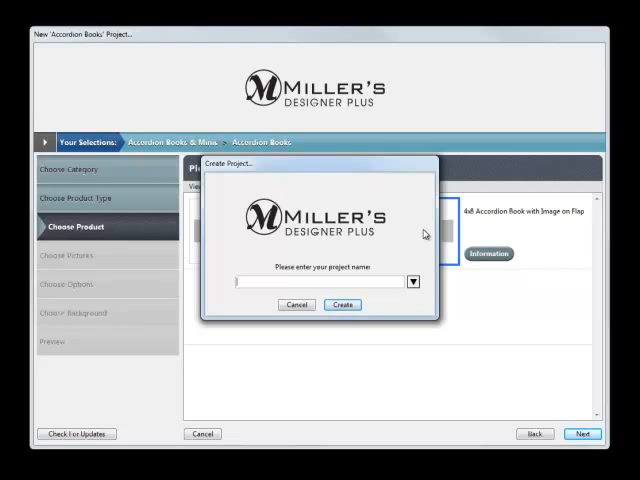 New 'Accordion Books' Project...
MILLER'S
DESIGNER PLUS
Your Selections:
Accordion Books & Minis > Accordion Books
Choose Category
Choose Product Type
Choose Product
Choose Pictures
Choose Options
Choose Background
Preview
4x8 Accordion Book with Image on Flap
Information
Create Project...
MILLER'S
DESIGNER PLUS
Please enter your project name:
Cancel
Create
Check For Updates
Cancel
Back
Next